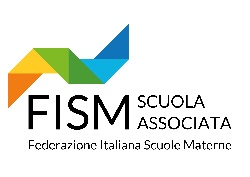 FISM SCUOLA
ASSOCIATA
Federazione Italiana Scuole Materne